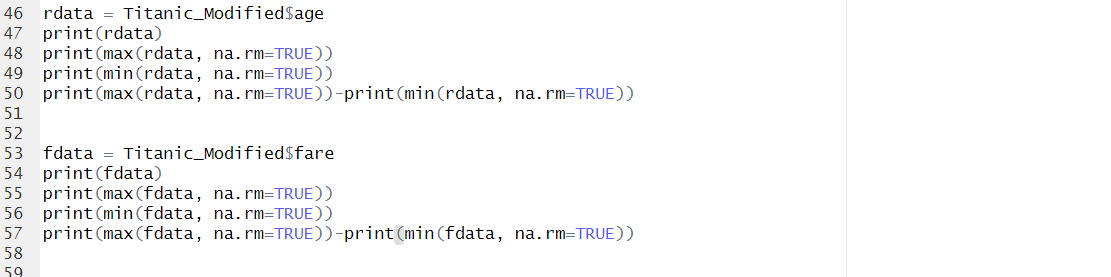 46 rdata = Titanic_Modified$age
47 print(rdata)
48 print(max(rdata, na.rm=TRUE))
49 print(min(rdata, na.rm=TRUE))
50 print(max(rdata, na.rm=TRUE))-print(min(rdata, na.rm=TRUE))
51
52
53 fdata = Titanic_Modified$fare
54 print(fdata)
55 print(max(fdata, na.rm=TRUE))
56 print(min(fdata, na.rm=TRUE))
57 print(max(fdata, na.rm=TRUE))-print(min(fdata, na.rm=TRUE))
58
59